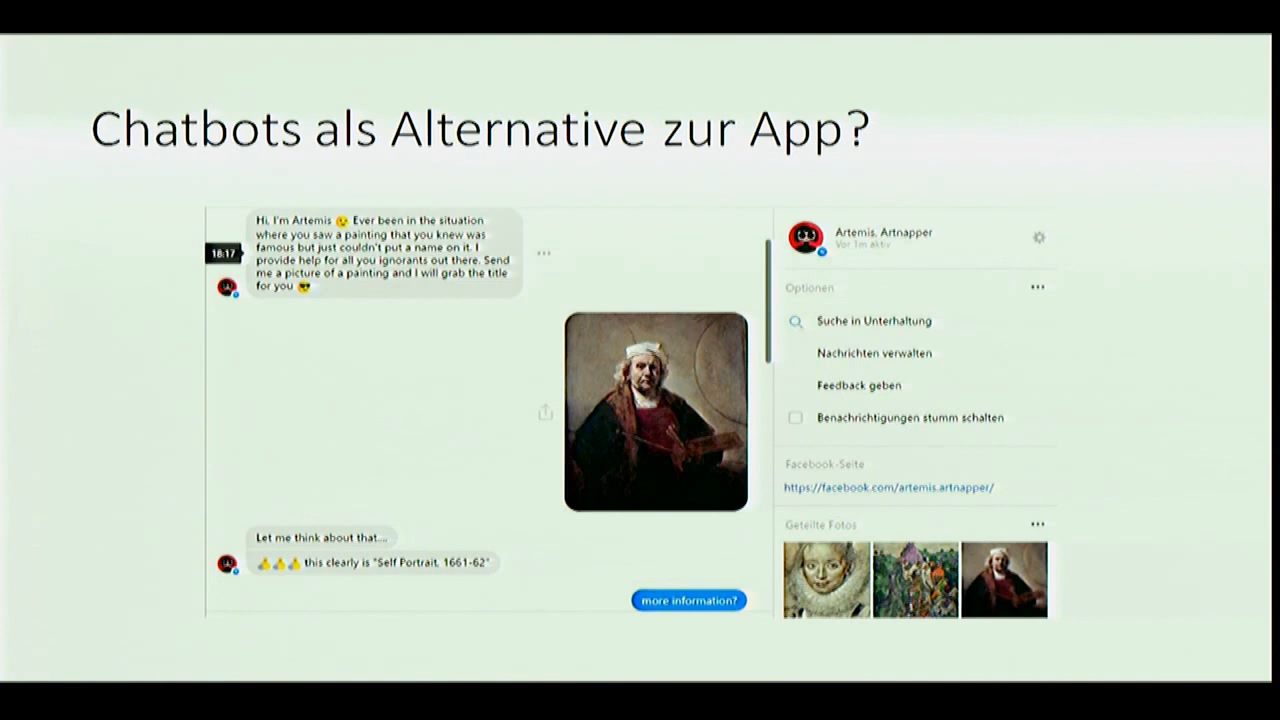 Chatbots als Alternative zur App?
Hi, I'm Artemis 😉 Ever been in the situation
where you saw a painting that you knew was
famous but just couldn't put a name on it. I
provide help for all you ignorants out there. Send
me a picture of a painting and I will grab the title
for you 😎
18:17
Let me think about that...
👍👍👍 this clearly is "Self Portrait, 1661-62"
more information?
Artemis, Artnapper
Vor 1m aktiv
Optionen
Suche in Unterhaltung
Nachrichten verwalten
Feedback geben
Benachrichtigungen stumm schalten
Facebook-Seite
https://facebook.com/artemis.artnapper/
Geteilte Fotos